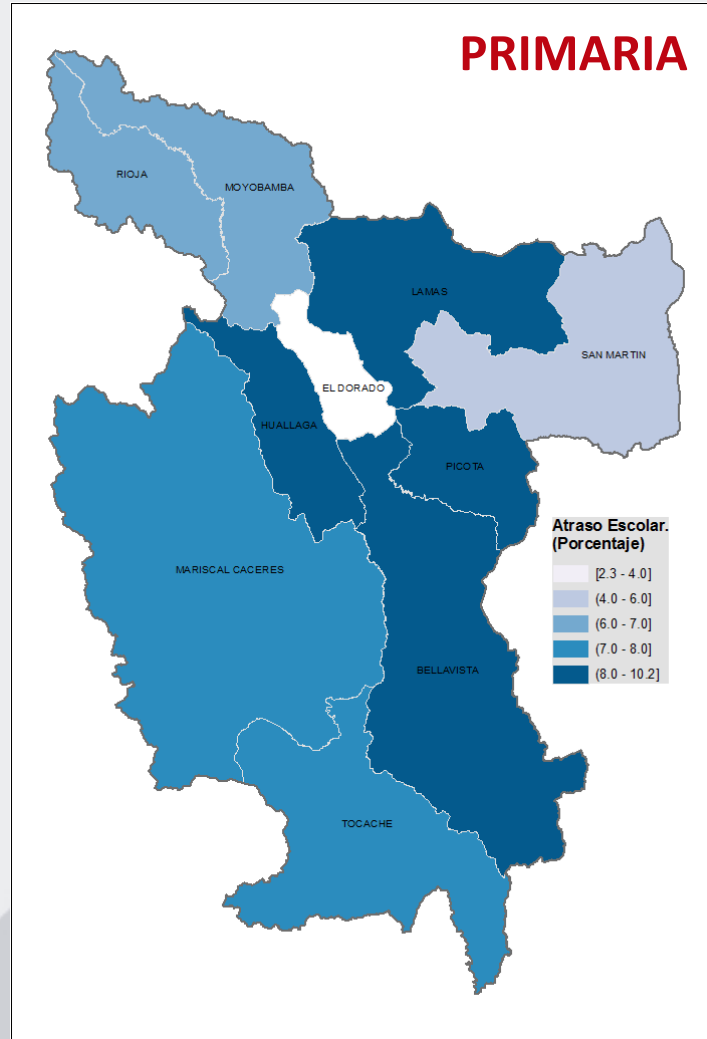 PRIMARIA
RIOJA
MOYOBAMBA
LAMAS
SAN MARTIN
EL DORADO
HUALLAGA
PICOTA
MARISCAL CACERES
BELLAVISTA
TOCACHE
Atraso Escolar.
(Porcentaje)
[2.3 - 4.0]
(4.0 - 6.0]
(6.0 - 7.0]
(7.0 - 8.0]
(8.0 - 10.2]